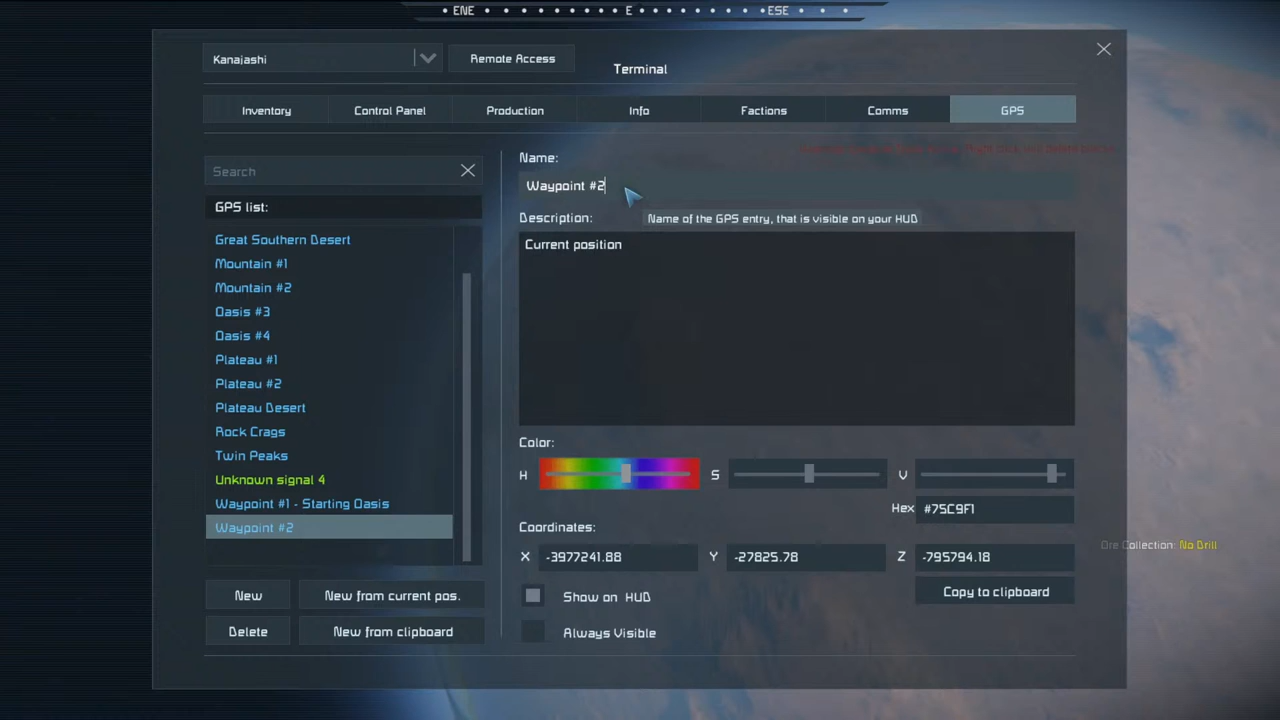 ENE E ESE
Kanajashi
Remote Access
Terminal
Inventory
Control Panel
Production
Info
Factions
Comms
GPS
Search
GPS list:
Great Southern Desert
Mountain #1
Mountain #2
Oasis #3
Oasis #4
Plateau #1
Plateau #2
Plateau Desert
Rock Crags
Twin Peaks
Unknown signal 4
Waypoint #1 - Starting Oasis
Waypoint #2
New
New from current pos.
Delete
New from clipboard
Name:
Waypoint #2
Description:
Name of the GPS entry, that is visible on your HUD
Current position
Color:
H
S
V
Hex #75C9F1
Coordinates:
X -3977241.88
Y -27825.78
Z -795794.18
Show on HUD
Copy to clipboard
Always Visible
Ore Collection: No Drill